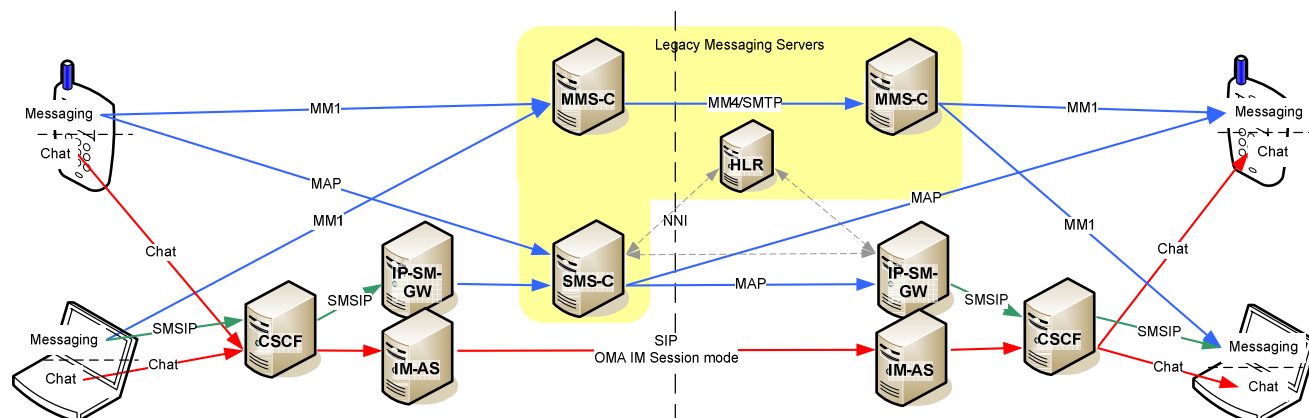 Legacy Messaging Servers
MMS-C
MM4/SMTP
MMS-C
MM1
MM1
Messaging
Chat
Messaging
Chat
HLR
MAP
MM1
NNI
MAP
MM1
Chat
Chat
IP-SM-
GW
SMS-C
MAP
IP-SM-
GW
SMSIP
SMSIP
Messaging
SMSIP
CSCF
CSCF
SMSIP
Messaging
Chat
Chat
IM-AS
SIP
OMA IM Session mode
IM-AS
Chat
Chat